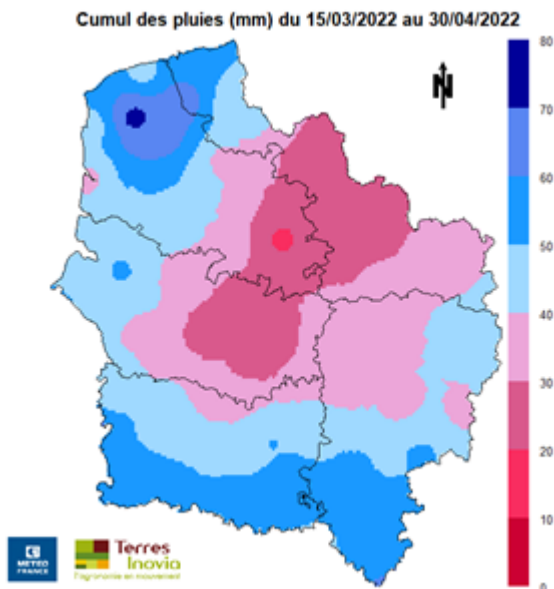 Cumul des pluies (mm) du 15/03/2022 au 30/04/2022
N
80
70
60
50
40
30
20
10
0
METEO
FRANCE
Terres
Inovia
l'agronomie en mouvement